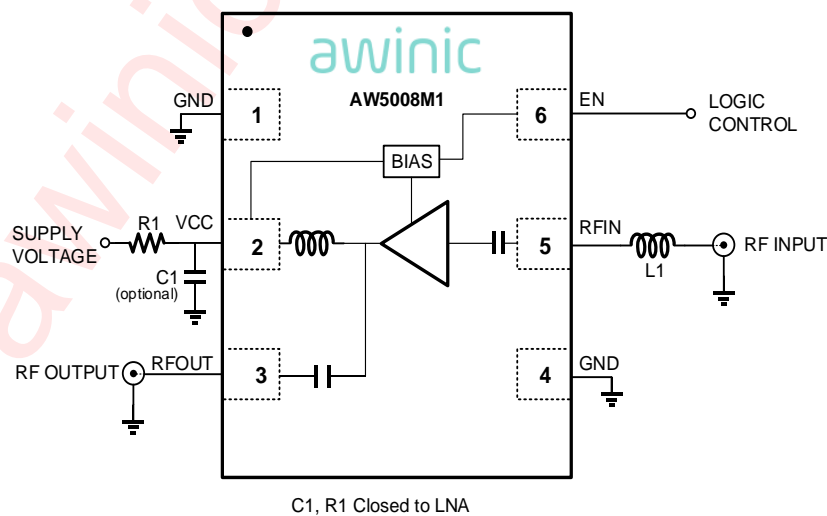 awinic
awinic
AW5008M1
GND
1
6
EN
LOGIC
CONTROL
BIAS
SUPPLY
VOLTAGE
R1
VCC
2
C1
(optional)
5
RFIN
L1
RF INPUT
RF OUTPUT
RFOUT
3
4
GND
C1, R1 Closed to LNA